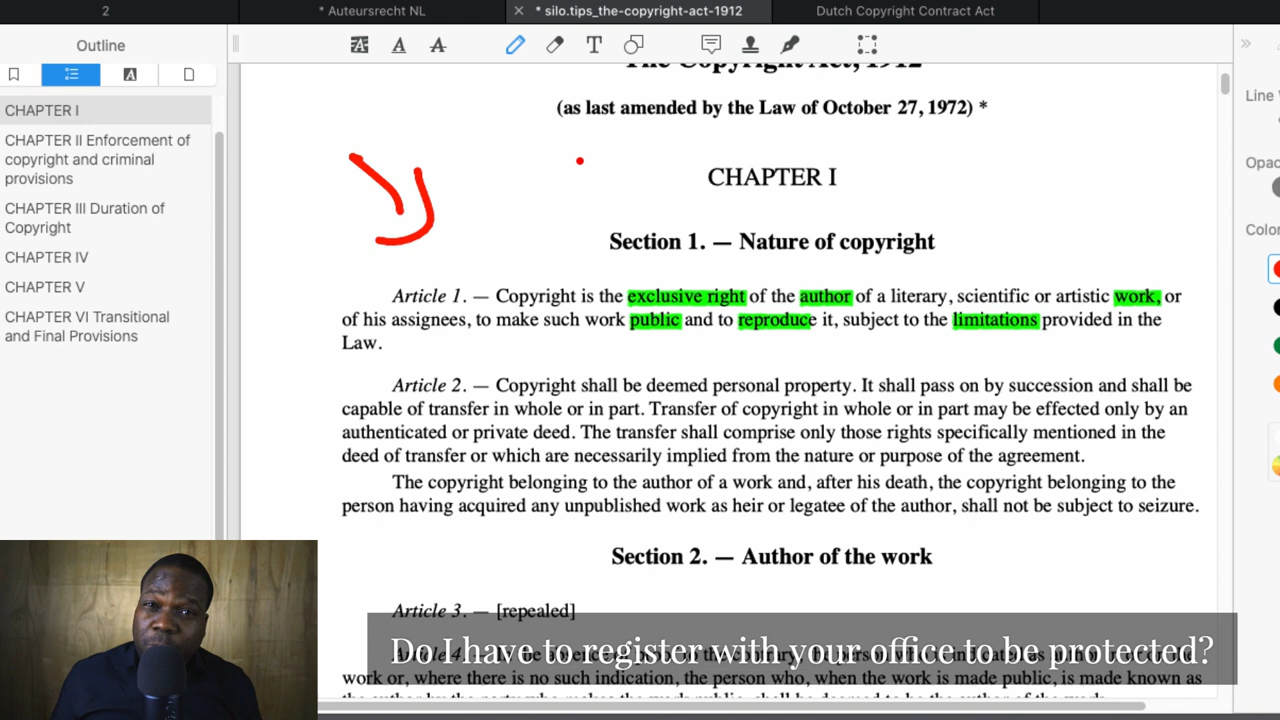 2
* Auteursrecht NL
* silo.tips_the-copyright-act-1912
Dutch Copyright Contract Act
Outline
CHAPTER I
CHAPTER II Enforcement of
copyright and criminal
provisions
CHAPTER III Duration of
Copyright
CHAPTER IV
CHAPTER V
CHAPTER VI Transitional
and Final Provisions
Line
Opac
Color
The Copyright Act, 1912
(as last amended by the Law of October 27, 1972) *
CHAPTER I
Section 1. — Nature of copyright
Article 1. — Copyright is the exclusive right of the author of a literary, scientific or artistic work, or
of his assignees, to make such work public and to reproduce it, subject to the limitations provided in the
Law.
Article 2. — Copyright shall be deemed personal property. It shall pass on by succession and shall be
capable of transfer in whole or in part. Transfer of copyright in whole or in part may be effected only by an
authenticated or private deed. The transfer shall comprise only those rights specifically mentioned in the
deed of transfer or which are necessarily implied from the nature or purpose of the agreement.
The copyright belonging to the author of a work and, after his death, the copyright belonging to the
person having acquired any unpublished work as heir or legatee of the author, shall not be subject to seizure.
Section 2. — Author of the work
Article 3. — [repealed]
Do I have to register with your office to be protected?
work or, where there is no such indication, the person who, when the work is made public, is made known as